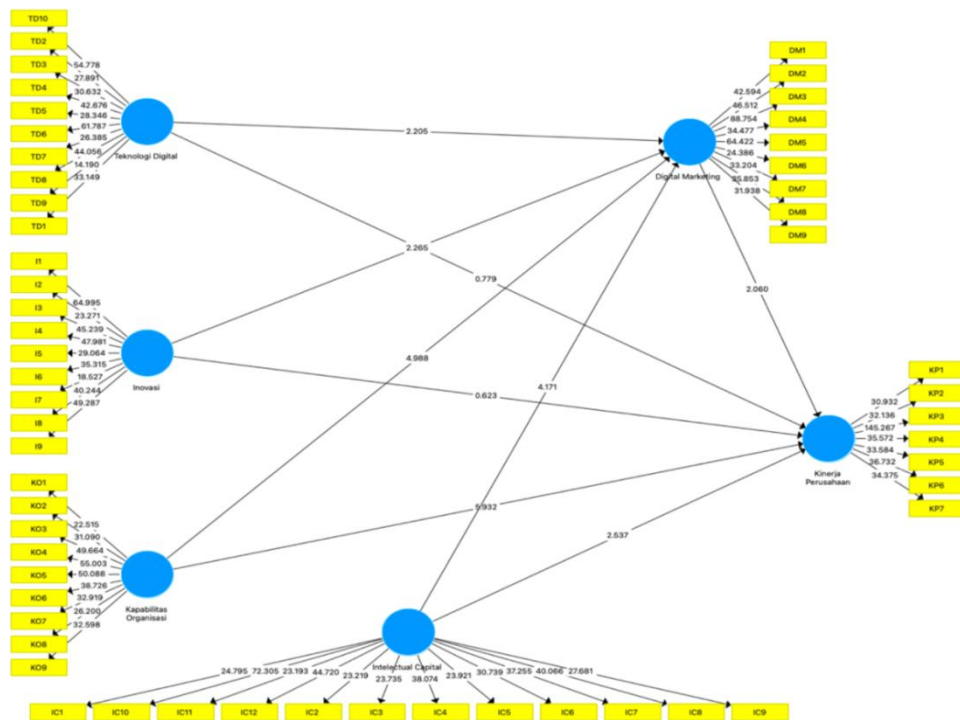 TD10
TD2
TD3
TD4
TD5
TD6
TD7
TD8
TD9
TD1
54.778
27.891
30.632
42.676
28.346
61.787
26.385
44.056
14.190
33.149
Teknologi Digital
2.205
DM1
DM2
DM3
DM4
DM5
DM6
DM7
DM8
DM9
42.594
46.512
88.754
34.477
64.422
24.386
33.204
35.853
31.938
Digital Marketing
I1
I2
I3
I4
I5
I6
I7
I8
I9
64.995
23.271
45.239
47.981
29.064
35.315
18.527
40.244
49.287
Inovasi
2.265
0.779
2.060
4.988
4.171
0.623
KP1
KP2
KP3
KP4
KP5
KP6
KP7
30.932
32.136
145.267
35.572
33.584
36.732
34.375
Kinerja
Perusahaan
KO1
KO2
KO3
KO4
KO5
KO6
KO7
KO8
KO9
22.515
31.090
49.664
55.003
50.088
38.726
32.919
26.200
32.598
Kapabilitas
Organisasi
2.537
Intelectual Capital
24.795
72.305
23.193
44.720
23.219
23.735
38.074
23.921
30.739
37.255
40.066
27.681
IC1
IC10
IC11
IC12
IC2
IC3
IC4
IC5
IC6
IC7
IC8
IC9